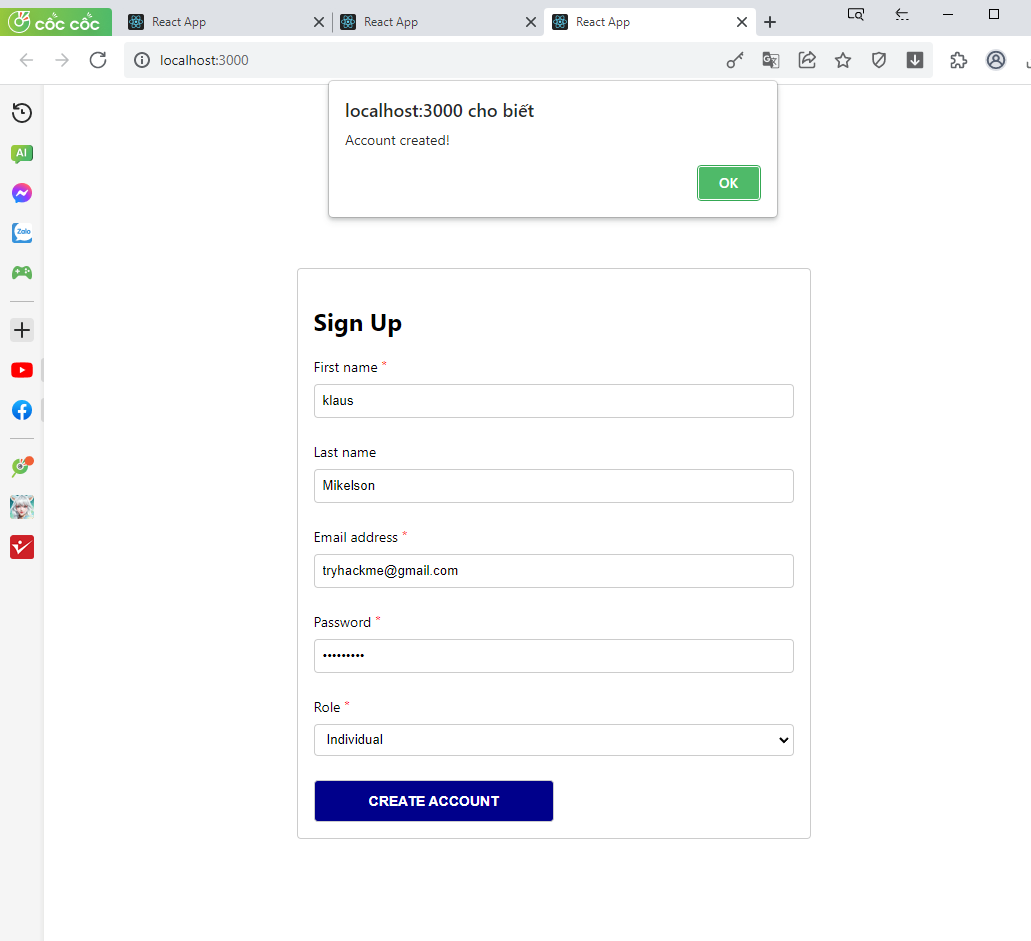 cốc cốc
React App
React App
React App
localhost:3000
localhost:3000 cho biết
Account created!
OK
AI
Zalo
Sign Up
First name *
klaus
Last name
Mikelson
Email address *
tryhackme@gmail.com
Password *
•••••••••
Role *
Individual
CREATE ACCOUNT